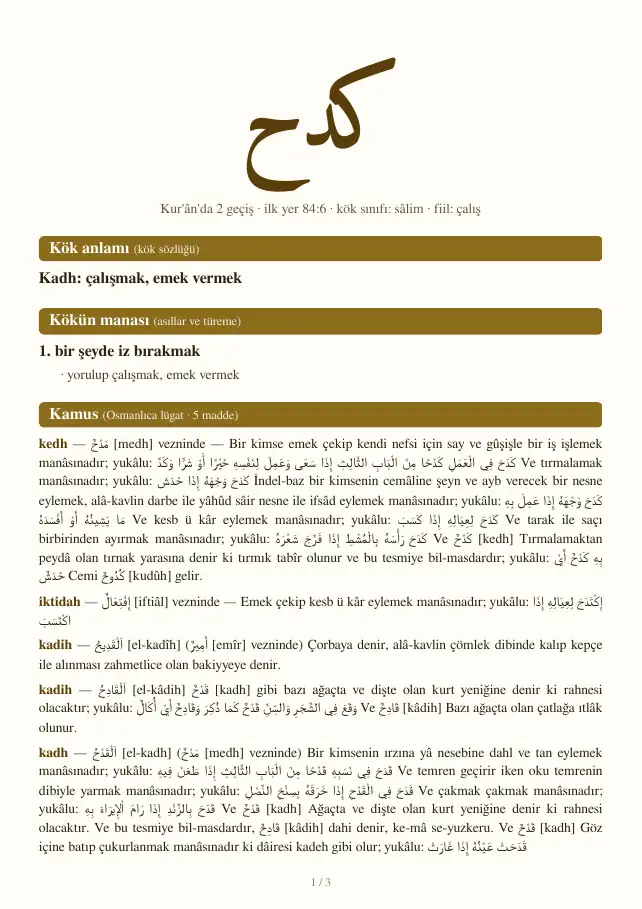 كدح
Kur'ân'da 2 geçiş · ilk yer 84:6 · kök sınıfı: sâlim · fiil: çalış
Kök anlamı (kök sözlüğü)
Kadh: çalışmak, emek vermek
Kökün manası (asıllar ve türeme)
1. bir şeyde iz bırakmak
· yorulup çalışmak, emek vermek
Kamus (Osmanlıca lügat · 5 madde)
kedh — مَدْحٌ [medh] vezninde — Bir kimse emek çekip kendi nefsi için say ve gûşişle bir iş işlemek
manâsınadır; yukâlu: كَدَحَ فِي الْعَمَلِ كَدْحًا مِنَ الْبَابِ الثَّالِثِ إِذَا سَعَى وَعَمِلَ لِنَفْسِهِ خَيْرًا أَوْ شَرًّا وَكَدَّ Ve tırmalamak
manâsınadır; yukâlu: كَدَحَ وَجْهَهُ إِذَا خَدَشَ İndel-baz bir kimsenin cemâline şeyn ve ayb verecek bir nesne
eylemek, alâ-kavlin darbe ile yâhûd sâir nesne ile ifsâd eylemek manâsınadır; yukâlu: كَدَحَ وَجْهَهُ إِذَا عَمِلَ بِهِ
مَا يَشِينُهُ أَوْ أَفْسَدَهُ Ve kesb ü kâr eylemek manâsınadır; yukâlu: كَدَحَ لِعِيَالِهِ إِذَا كَسَبَ Ve tarak ile saçı
birbirinden ayırmak manâsınadır; yukâlu: كَدَحَ رَأْسَهُ بِالْمُشْطِ إِذَا فَرَّجَ شَعْرَهُ Ve كَدْحٌ [kedh] Tırmalamaktan
peydâ olan tırnak yarasına denir ki tırmık tabîr olunur ve bu tesmiye bil-masdardır; yukâlu: بِهِ كَدْحٌ أَيْ
خَدْشٌ Cemi كُدُوحٌ [kudûh] gelir.
iktidah — إِفْتِعَالٌ [iftiâl] vezninde — Emek çekip kesb ü kâr eylemek manâsınadır; yukâlu: إِكْتَدَحَ لِعِيَالِهِ إِذَا
اكْتَسَبَ
kadih — اَلْقَدِيحُ [el-kadîh] (أَمِيرٌ [emîr] vezninde) Çorbaya denir, alâ-kavlin çömlek dibinde kalıp kepçe
ile alınması zahmetlice olan bakiyyeye denir.
kadih — اَلْقَادِحُ [el-kâdih] قَدْحٌ [kadh] gibi bazı ağaçta ve dişte olan kurt yeniğine denir ki rahnesi
olacaktır; yukâlu: وَقَعَ فِي الشَّجَرِ وَالسِّنِّ قَدْحٌ كَمَا ذُكِرَ وَقَادِحٌ أَيْ أُكَالٌ Ve قَادِحٌ [kâdih] Bazı ağaçta olan çatlağa ıtlâk
olunur.
kadh — اَلْقَدْحُ [el-kadh] (مَدْحٌ [medh] vezninde) Bir kimsenin ırzına yâ nesebine dahl ve tan eylemek
manâsınadır; yukâlu: قَدَحَ فِي نَسَبِهِ قَدْحًا مِنَ الْبَابِ الثَّالِثِ إِذَا طَعَنَ فِيهِ Ve temren geçirir iken oku temrenin
dibiyle yarmak manâsınadır; yukâlu: قَدَحَ فِي الْقِدْحِ إِذَا خَرَقَهُ بِسِنْخِ النَّصْلِ Ve çakmak çakmak manâsınadır;
yukâlu: قَدَحَ بِالزَّنْدِ إِذَا رَامَ الْإِيرَاءَ بِهِ Ve قَدْحٌ [kadh] Ağaçta ve dişte olan kurt yeniğine denir ki rahnesi
olacaktır. Ve bu tesmiye bil-masdardır, قَادِحٌ [kâdih] dahi denir, ke-mâ se-yuzkeru. Ve قَدْحٌ [kadh] Göz
içine batıp çukurlanmak manâsınadır ki dâiresi kadeh gibi olur; yukâlu: قَدَحَتْ عَيْنُهُ إِذَا غَارَتْ
1 / 3